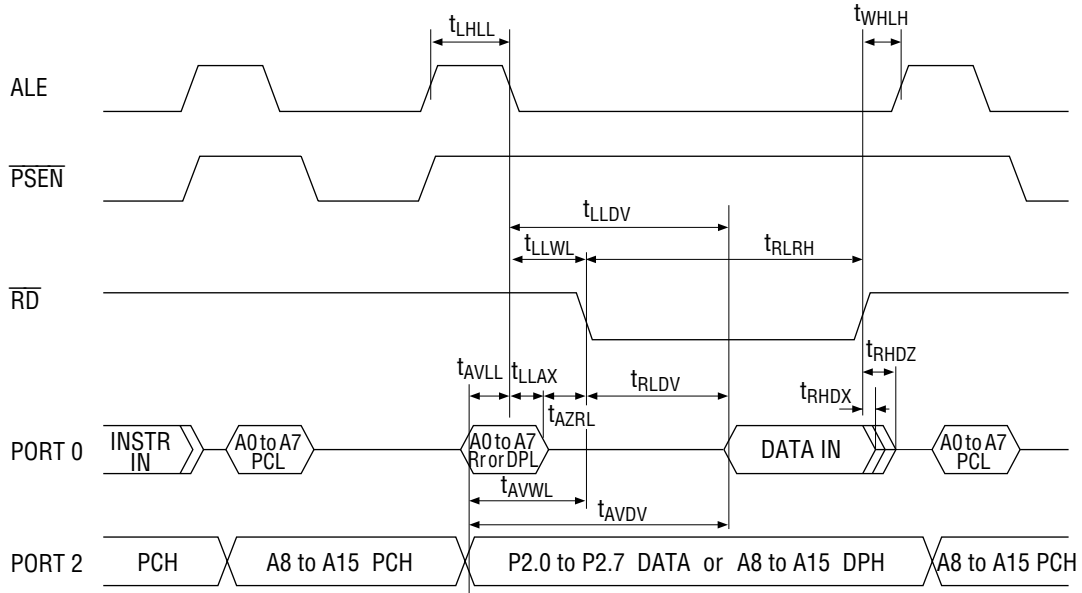 tLHLL
tWHLH
ALE
PSEN
tLLDV
tLLWL
tRLRH
RD
tAVLL
tLLAX
tRLDV
tRHDZ
tRHDX
tAZRL
PORT 0
INSTR IN
A0 to A7 PCL
A0 to A7 Rr or DPL
DATA IN
A0 to A7 PCL
tAVWL
tAVDV
PORT 2
PCH
A8 to A15 PCH
P2.0 to P2.7 DATA or A8 to A15 DPH
A8 to A15 PCH